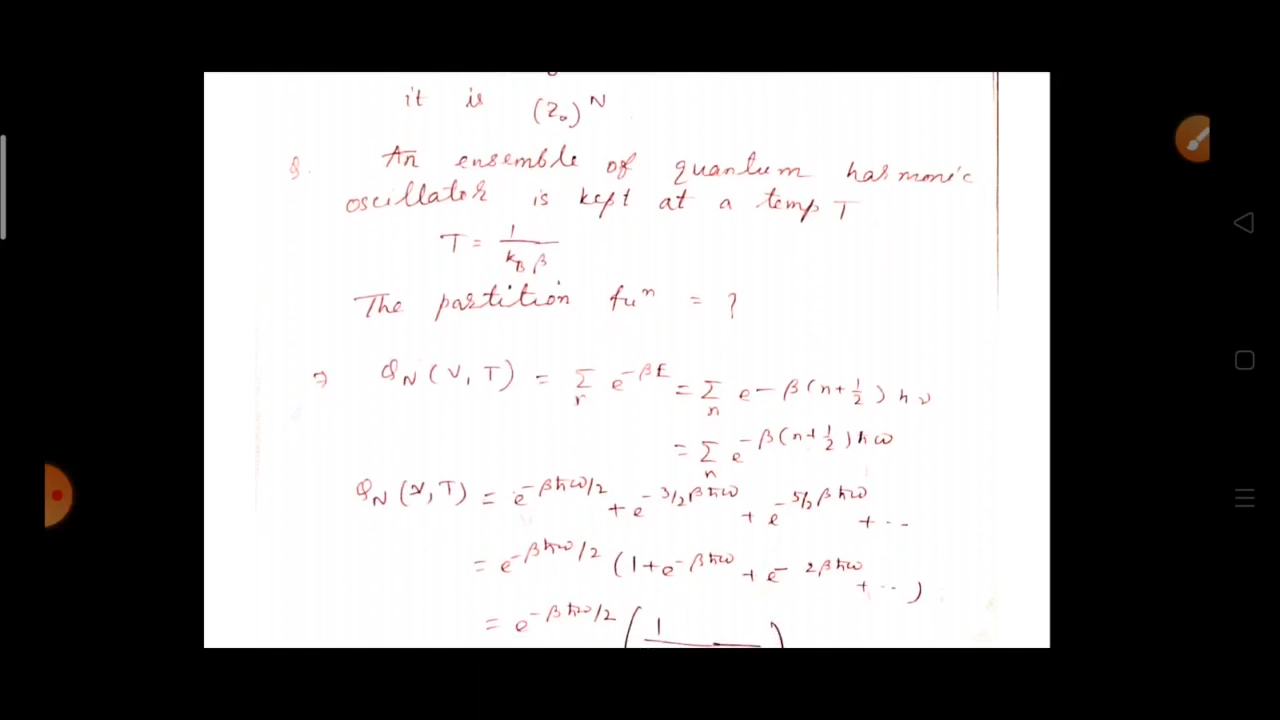 it is (Z₀)^N
Q. An ensemble of quantum harmonic
oscillator is kept at a temp T
T = 1/(k_B β)
The partition fuⁿ = ?
⇒ Q_N (V, T) = Σ_r e^{-βE} = Σ_n e^{-β(n+1/2)hν}
= Σ_n e^{-β(n+1/2)ħω}
Q_N (V, T) = e^{-βħω/2} + e^{-3/2 βħω} + e^{-5/2 βħω} + ...
= e^{-βħω/2} (1 + e^{-βħω} + e^{-2βħω} + ...)
= e^{-βħω/2} (1